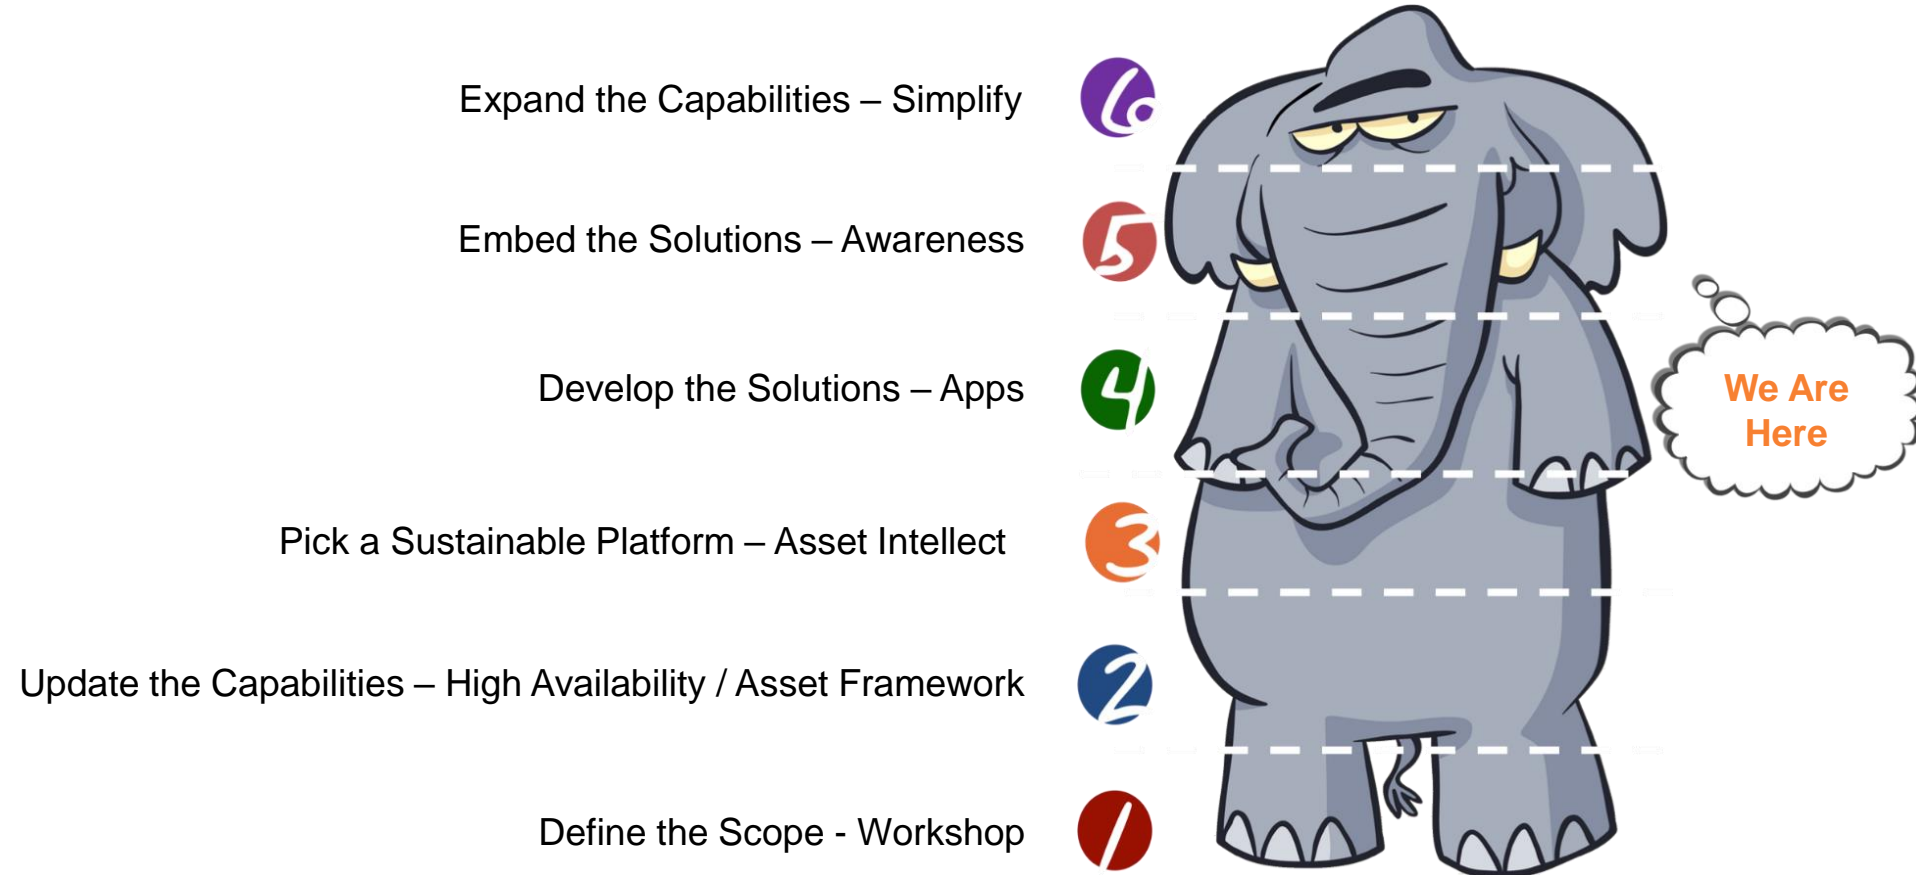 Expand the Capabilities – Simplify
6
Embed the Solutions – Awareness
5
Develop the Solutions – Apps
4
We Are
Here
Pick a Sustainable Platform – Asset Intellect
3
Update the Capabilities – High Availability / Asset Framework
2
Define the Scope - Workshop
1